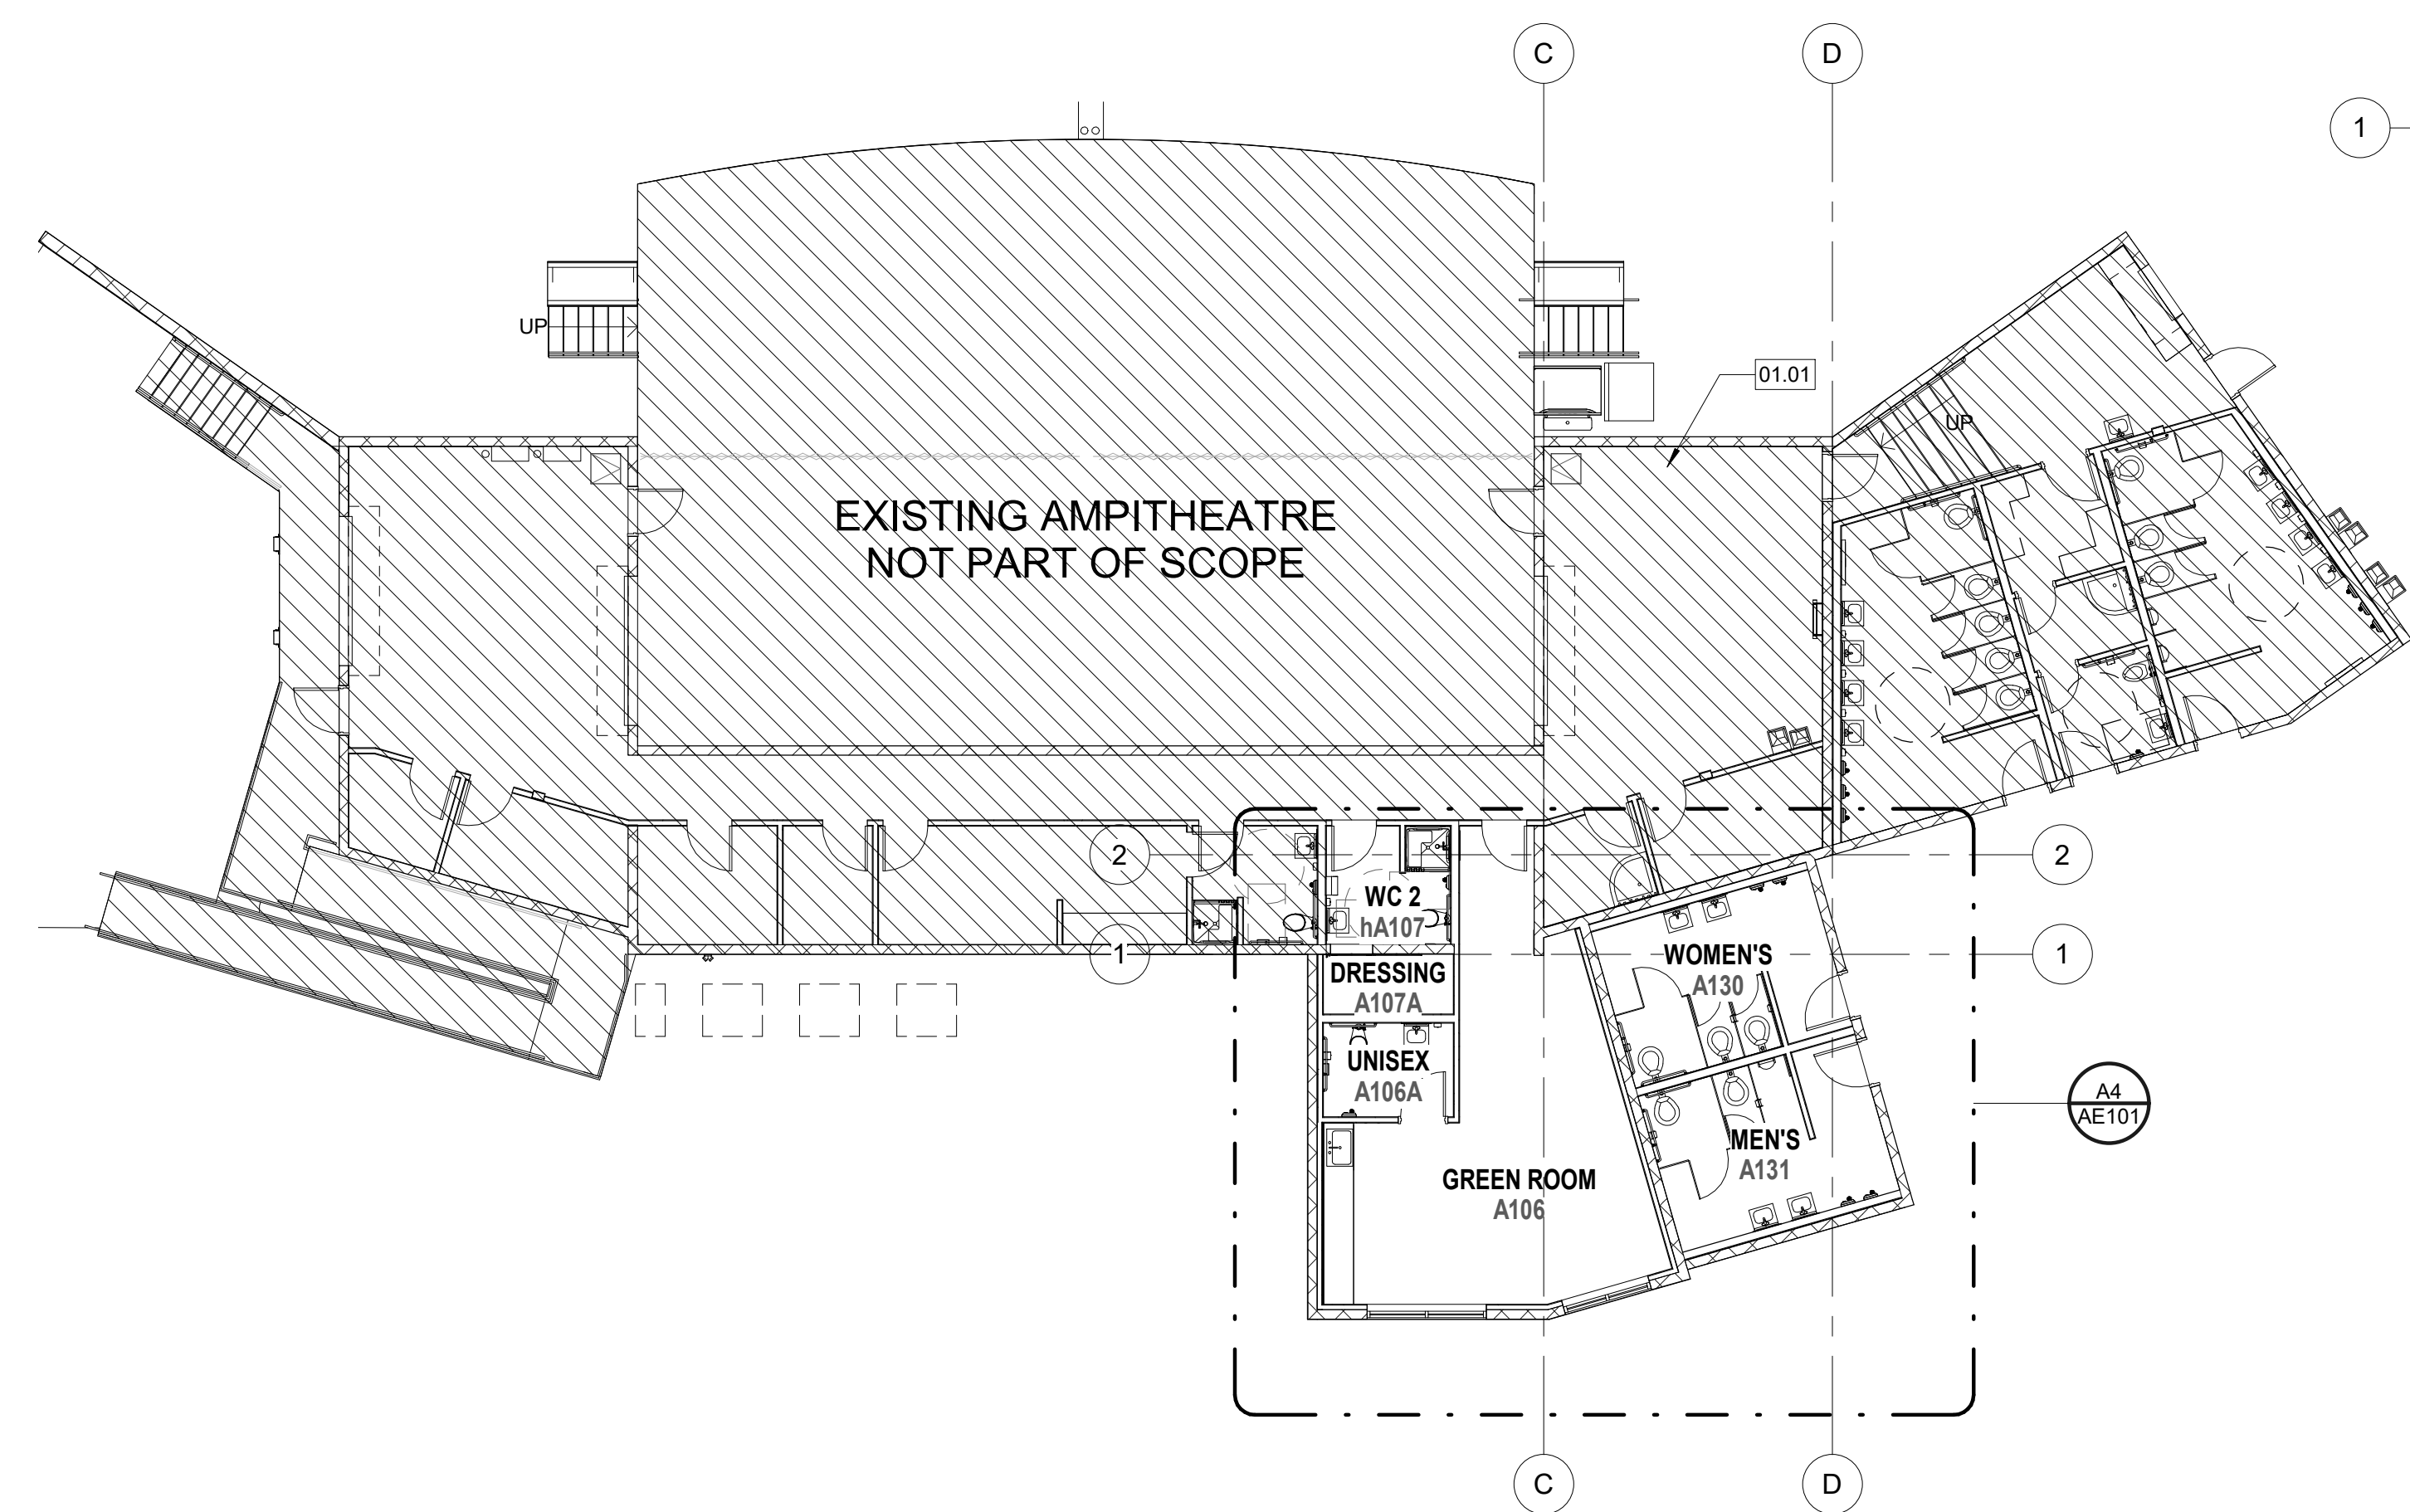 C
D
1
UP
01.01
UP
EXISTING AMPITHEATRE
NOT PART OF SCOPE
2
2
WC 2
hA107
1
1
WOMEN'S
A130
DRESSING
A107A
UNISEX
A106A
A4
AE101
MEN'S
A131
GREEN ROOM
A106
C
D